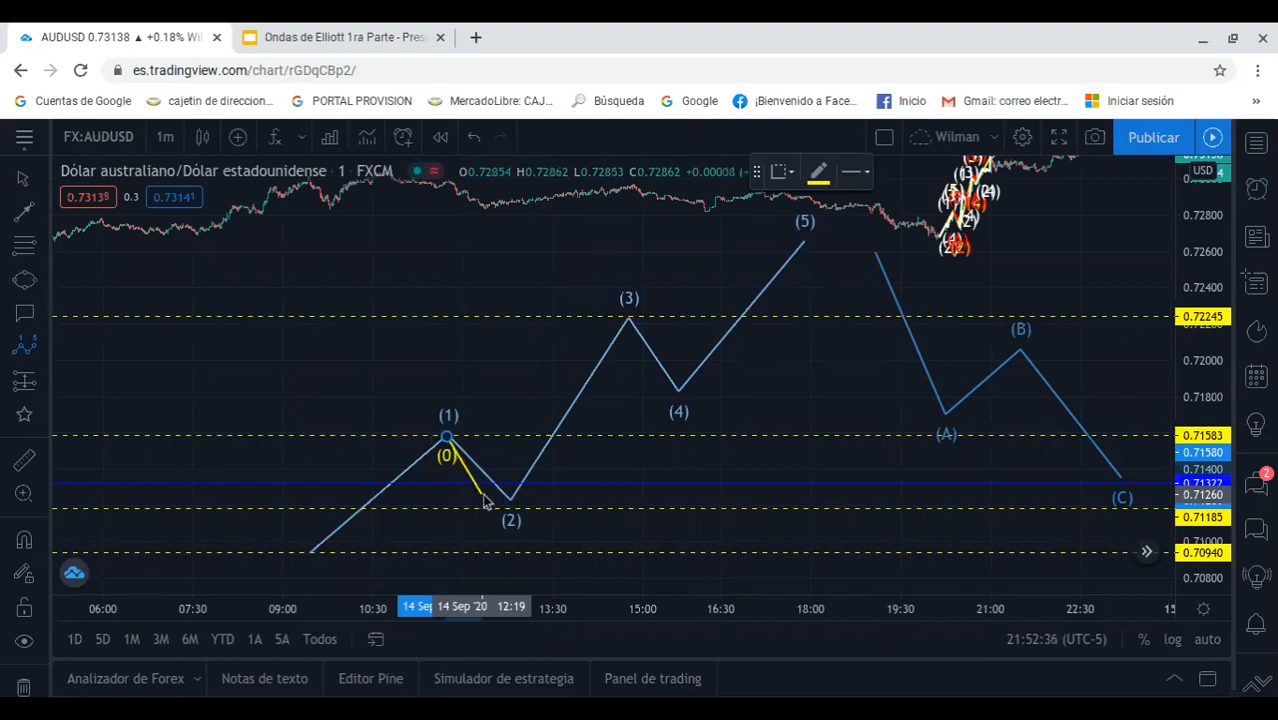 AUDUSD 0.73138 ▲ +0.18% Wil
Ondas de Elliott 1ra Parte - Pres
es.tradingview.com/chart/rGDqCBp2/
Cuentas de Google
cajetin de direccion...
PORTAL PROVISION
MercadoLibre: CAJ...
Búsqueda
Google
¡Bienvenido a Face...
Inicio
Gmail: correo electr...
Iniciar sesión
»
FX:AUDUSD
1m
Wilman
Publicar
Dólar australiano/Dólar estadounidense · 1 · FXCM
O0.72854 H0.72862 L0.72853 C0.72862 +0.00008
USD
0.73138
0.3
0.73141
(5)
0.72800
0.72600
0.72400
(3)
0.72245
(B)
0.72000
0.71800
(1)
(4)
(A)
0.71583
(0)
0.71580
0.71400
0.71322
0.71260
(2)
(C)
0.71185
0.71000
0.70940
0.70800
2
06:00
07:30
09:00
10:30
14 Sep
14 Sep '20 12:19
13:30
15:00
16:30
18:00
19:30
21:00
22:30
15
1D
5D
1M
3M
6M
YTD
1A
5A
Todos
21:52:36 (UTC-5)
%
log
auto
Analizador de Forex
Notas de texto
Editor Pine
Simulador de estrategia
Panel de trading